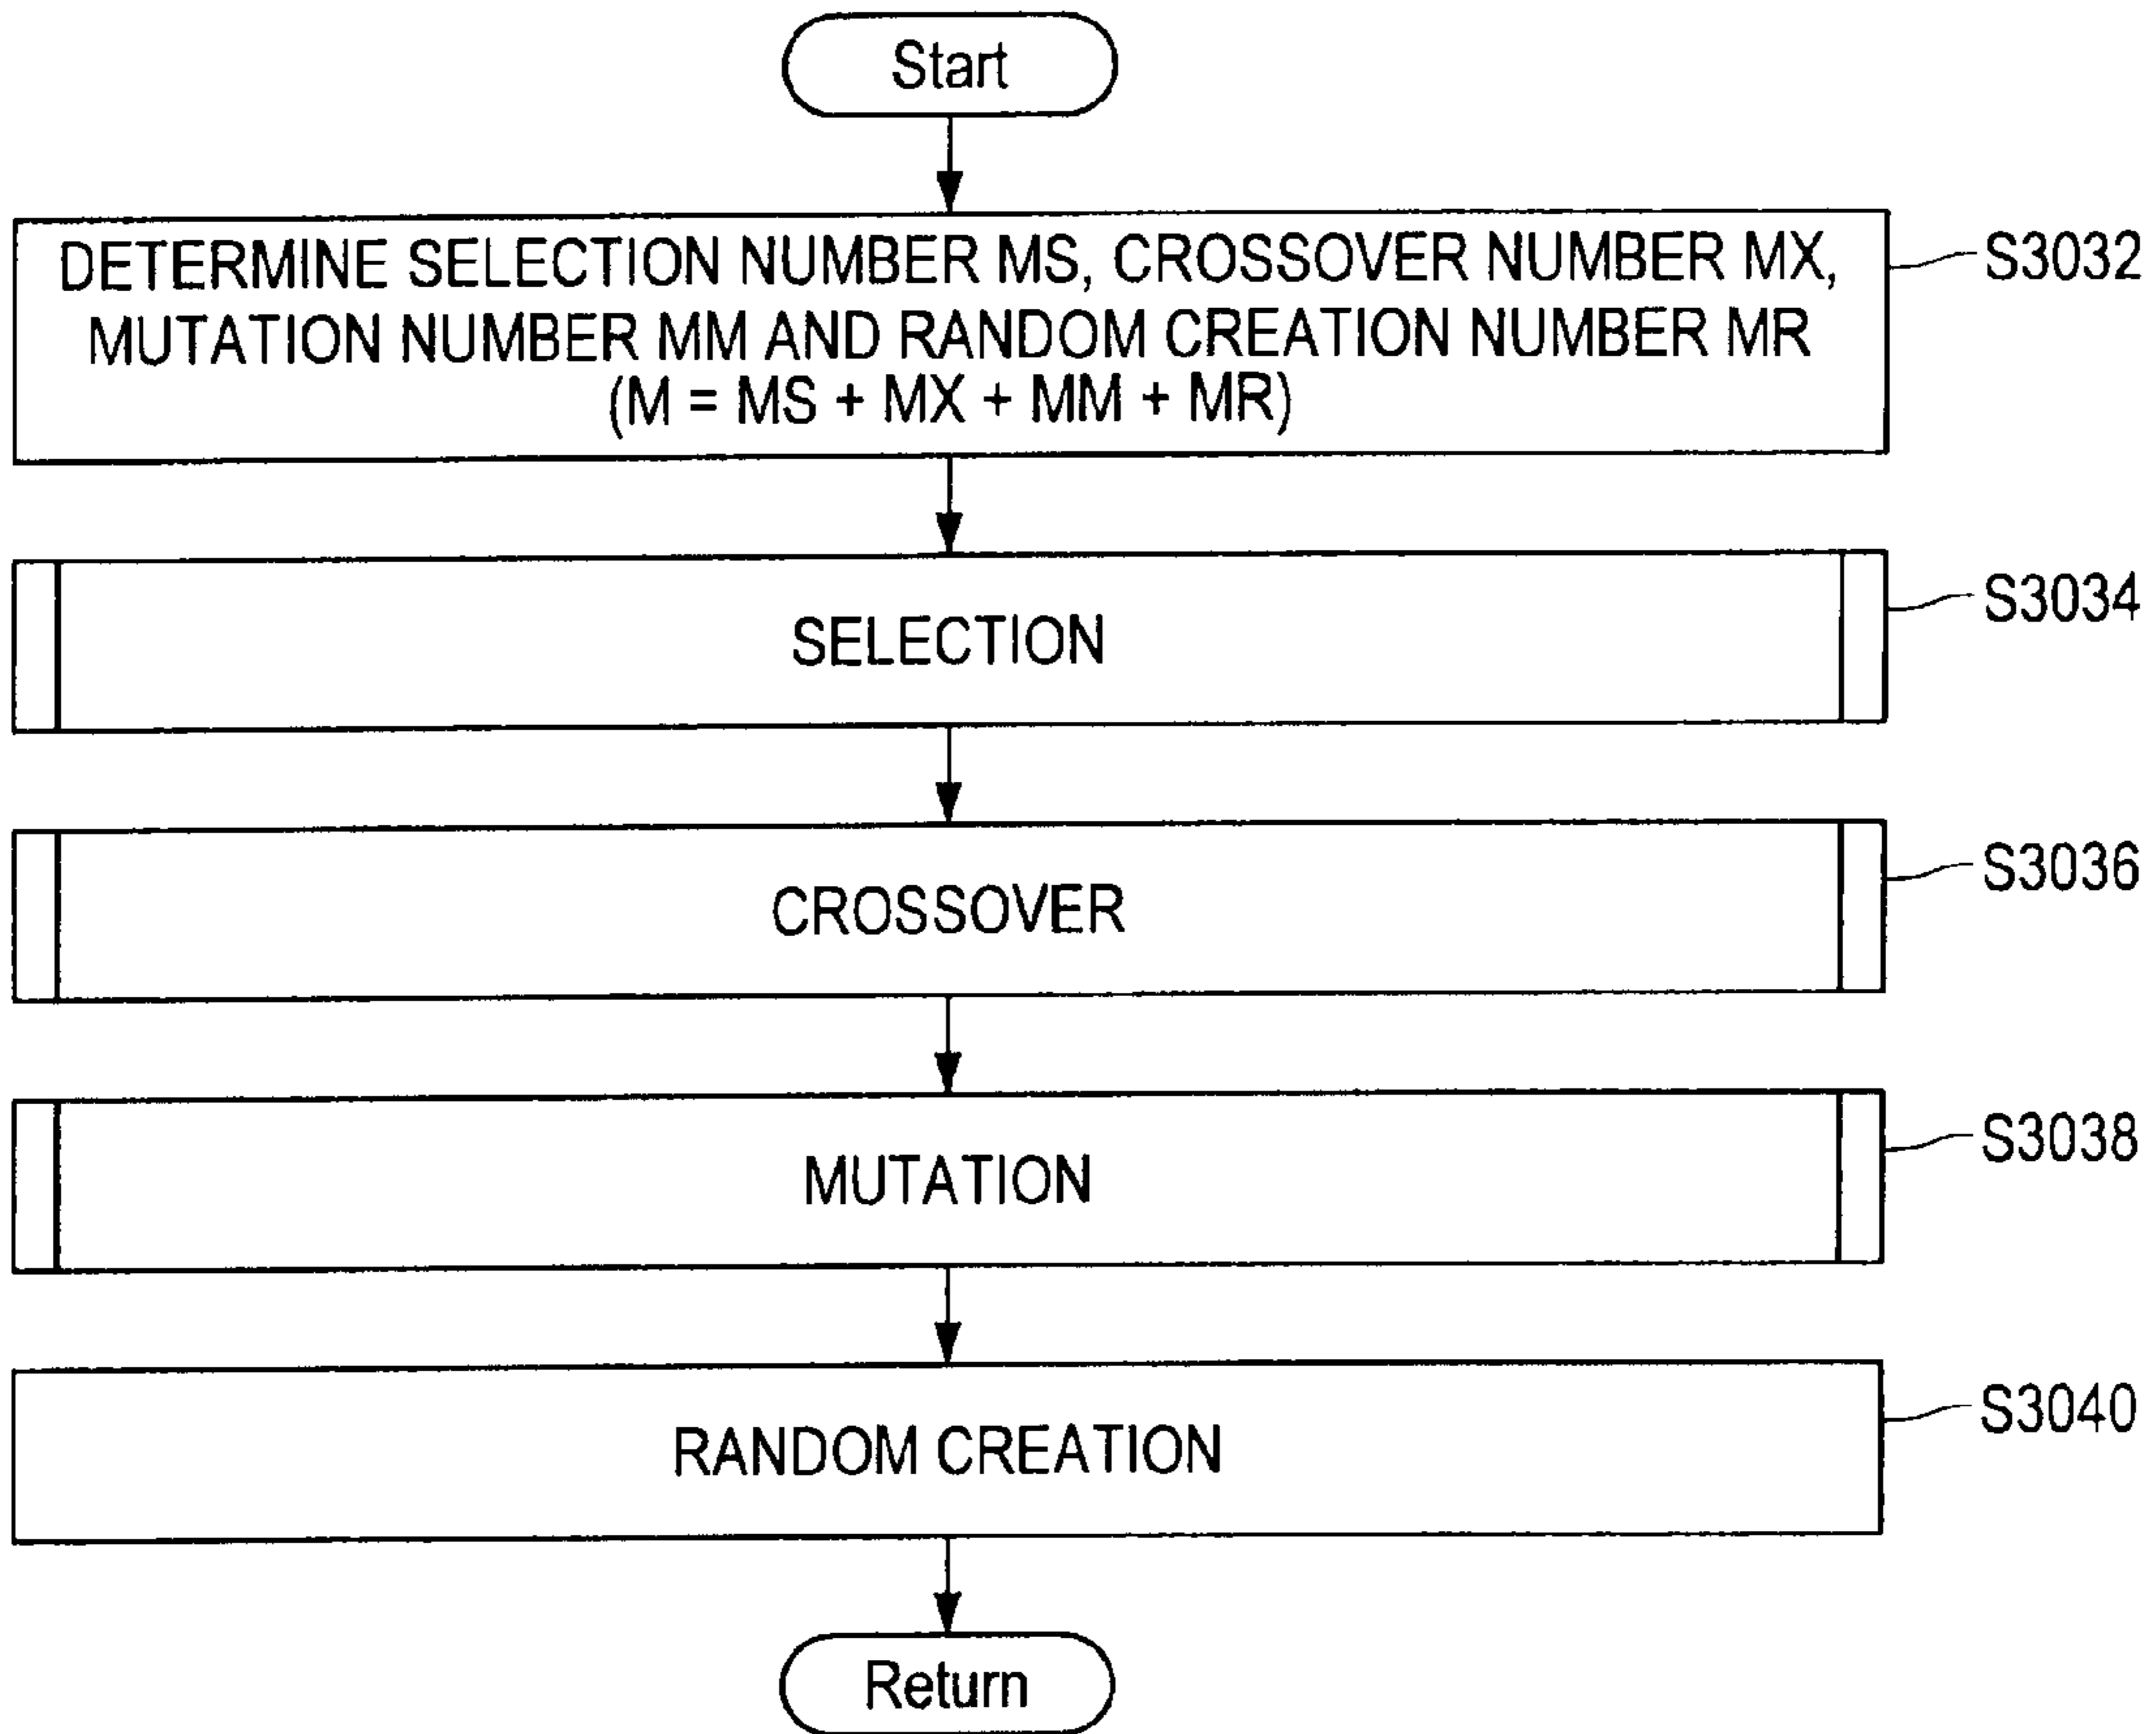 Start
DETERMINE SELECTION NUMBER MS, CROSSOVER NUMBER MX,
MUTATION NUMBER MM AND RANDOM CREATION NUMBER MR
(M = MS + MX + MM + MR)
S3032
SELECTION
S3034
CROSSOVER
S3036
MUTATION
S3038
RANDOM CREATION
S3040
Return